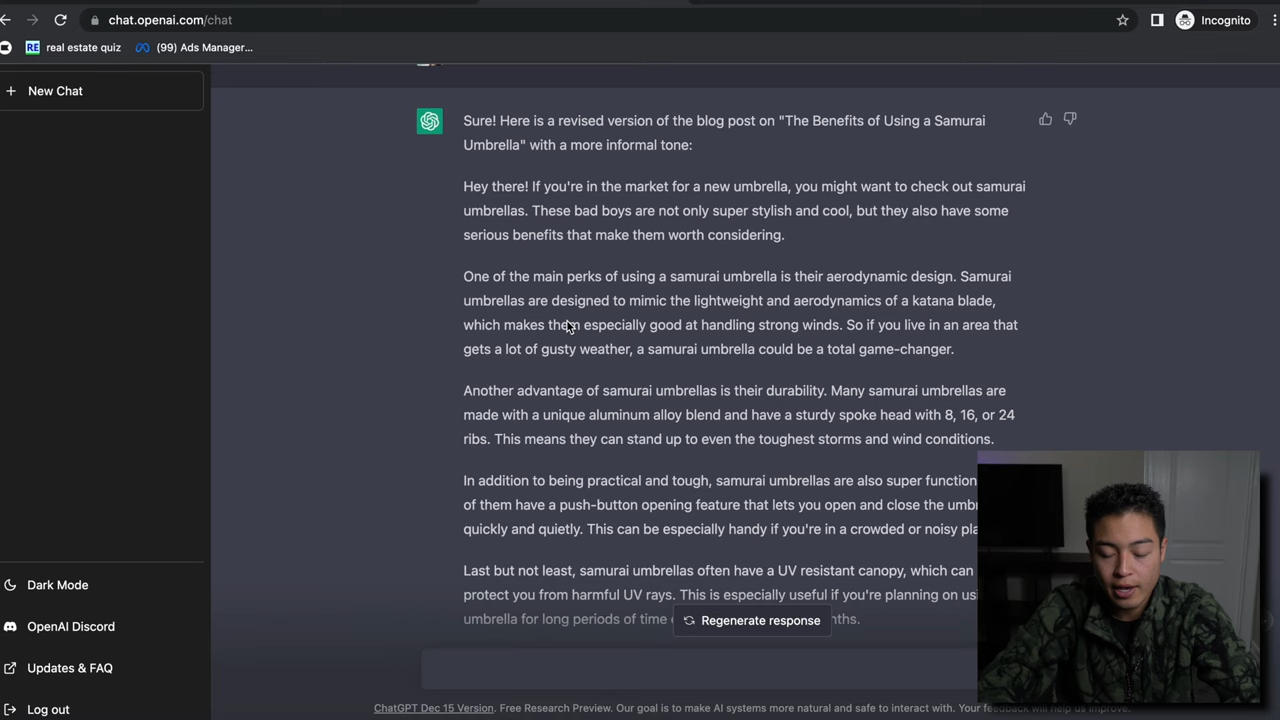 chat.openai.com/chat
Incognito
RE real estate quiz
(99) Ads Manager...
+ New Chat
Sure! Here is a revised version of the blog post on "The Benefits of Using a Samurai
Umbrella" with a more informal tone:
Hey there! If you're in the market for a new umbrella, you might want to check out samurai
umbrellas. These bad boys are not only super stylish and cool, but they also have some
serious benefits that make them worth considering.
One of the main perks of using a samurai umbrella is their aerodynamic design. Samurai
umbrellas are designed to mimic the lightweight and aerodynamics of a katana blade,
which makes them especially good at handling strong winds. So if you live in an area that
gets a lot of gusty weather, a samurai umbrella could be a total game-changer.
Another advantage of samurai umbrellas is their durability. Many samurai umbrellas are
made with a unique aluminum alloy blend and have a sturdy spoke head with 8, 16, or 24
ribs. This means they can stand up to even the toughest storms and wind conditions.
In addition to being practical and tough, samurai umbrellas are also super
of them have a push-button opening feature that lets you open and close the
quickly and quietly. This can be especially handy if you're in a crowded or noisy
Last but not least, samurai umbrellas often have a UV resistant canopy, which can
protect you from harmful UV rays. This is especially useful if you're planning on
umbrella for long periods of time
Regenerate response
Dark Mode
OpenAI Discord
Updates & FAQ
Log out
ChatGPT Dec 15 Version. Free Research Preview. Our goal is to make AI systems more natural and safe to interact with. Your feedback will help us improve.